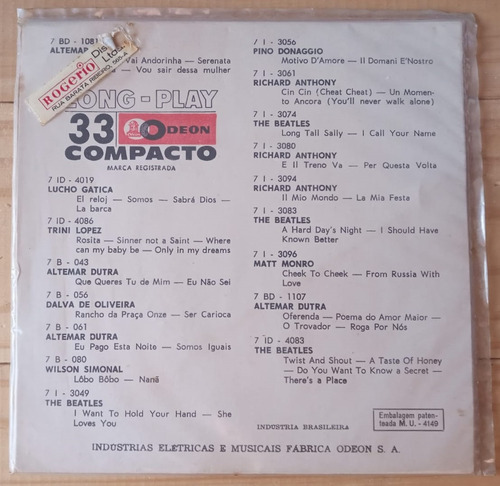 7 BD - 1081
ALTEMAR
Vai Andorinha — Serenata
— Vou sair dessa mulher
ROGÉRIO
Ltda.
RUA BARATA RIBEIRO, 502-A
LONG-PLAY
33 ODEON
COMPACTO
MARCA REGISTRADA
7 ID - 4019
LUCHO GATICA
El reloj — Somos — Sabrá Dios —
La barca
7 ID - 4086
TRINI LOPEZ
Rosita — Sinner not a Saint — Where
can my baby be — Only in my dreams
7 B - 043
ALTEMAR DUTRA
Que Queres Tu de Mim — Eu Não Sei
7 B - 056
DALVA DE OLIVEIRA
Rancho da Praça Onze — Ser Carioca
7 B - 061
ALTEMAR DUTRA
Eu Pago Esta Noite — Somos Iguais
7 B - 080
WILSON SIMONAL
Lôbo Bôbo — Nanã
7 I - 3049
THE BEATLES
I Want To Hold Your Hand — She
Loves You
7 I - 3056
PINO DONAGGIO
Motivo D'Amore — Il Domani E'Nostro
7 I - 3061
RICHARD ANTHONY
Cin Cin (Cheat Cheat) — Un Momen-
to Ancora (You'll never walk alone)
7 I - 3074
THE BEATLES
Long Tall Sally — I Call Your Name
7 I - 3080
RICHARD ANTHONY
E Il Treno Va — Per Questa Volta
7 I - 3094
RICHARD ANTHONY
Il Mio Mondo — La Mia Festa
7 I - 3083
THE BEATLES
A Hard Day's Night — I Should Have
Known Better
7 I - 3096
MATT MONRO
Cheek To Cheek — From Russia With
Love
7 BD - 1107
ALTEMAR DUTRA
Oferenda — Poema do Amor Maior —
O Trovador — Roga Por Nós
7 ID - 4083
THE BEATLES
Twist And Shout — A Taste Of Honey
— Do You Want To Know a Secret —
There's a Place
INDÚSTRIA BRASILEIRA
Embalagem paten-
teada M. U. - 4149
INDÚSTRIAS ELÉTRICAS E MUSICAIS FÁBRICA ODEON S. A.